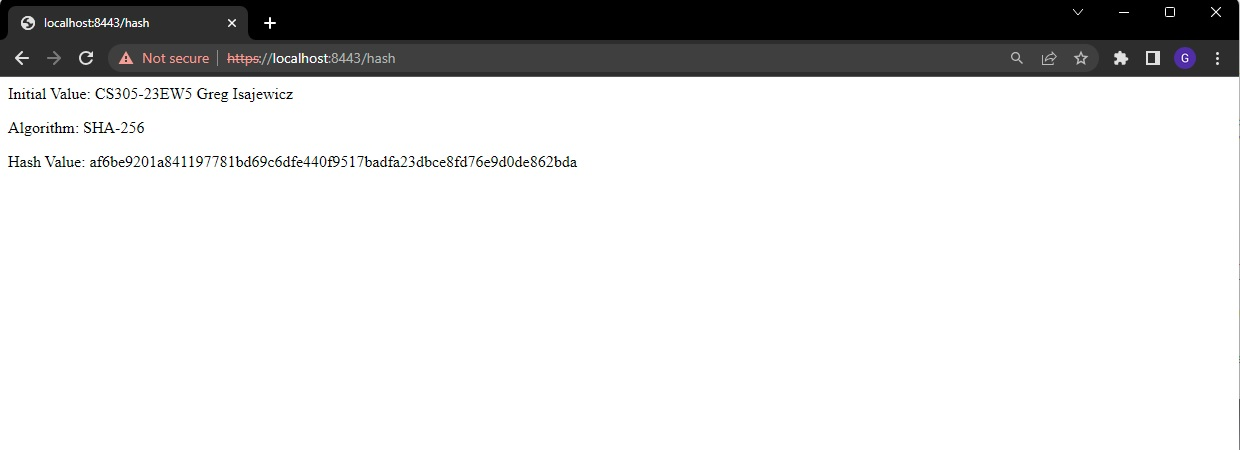 localhost:8443/hash
Not secure https://localhost:8443/hash G
Initial Value: CS305-23EW5 Greg Isajewicz
Algorithm: SHA-256
Hash Value: af6be9201a841197781bd69c6dfe440f9517badfa23dbce8fd76e9d0de862bda